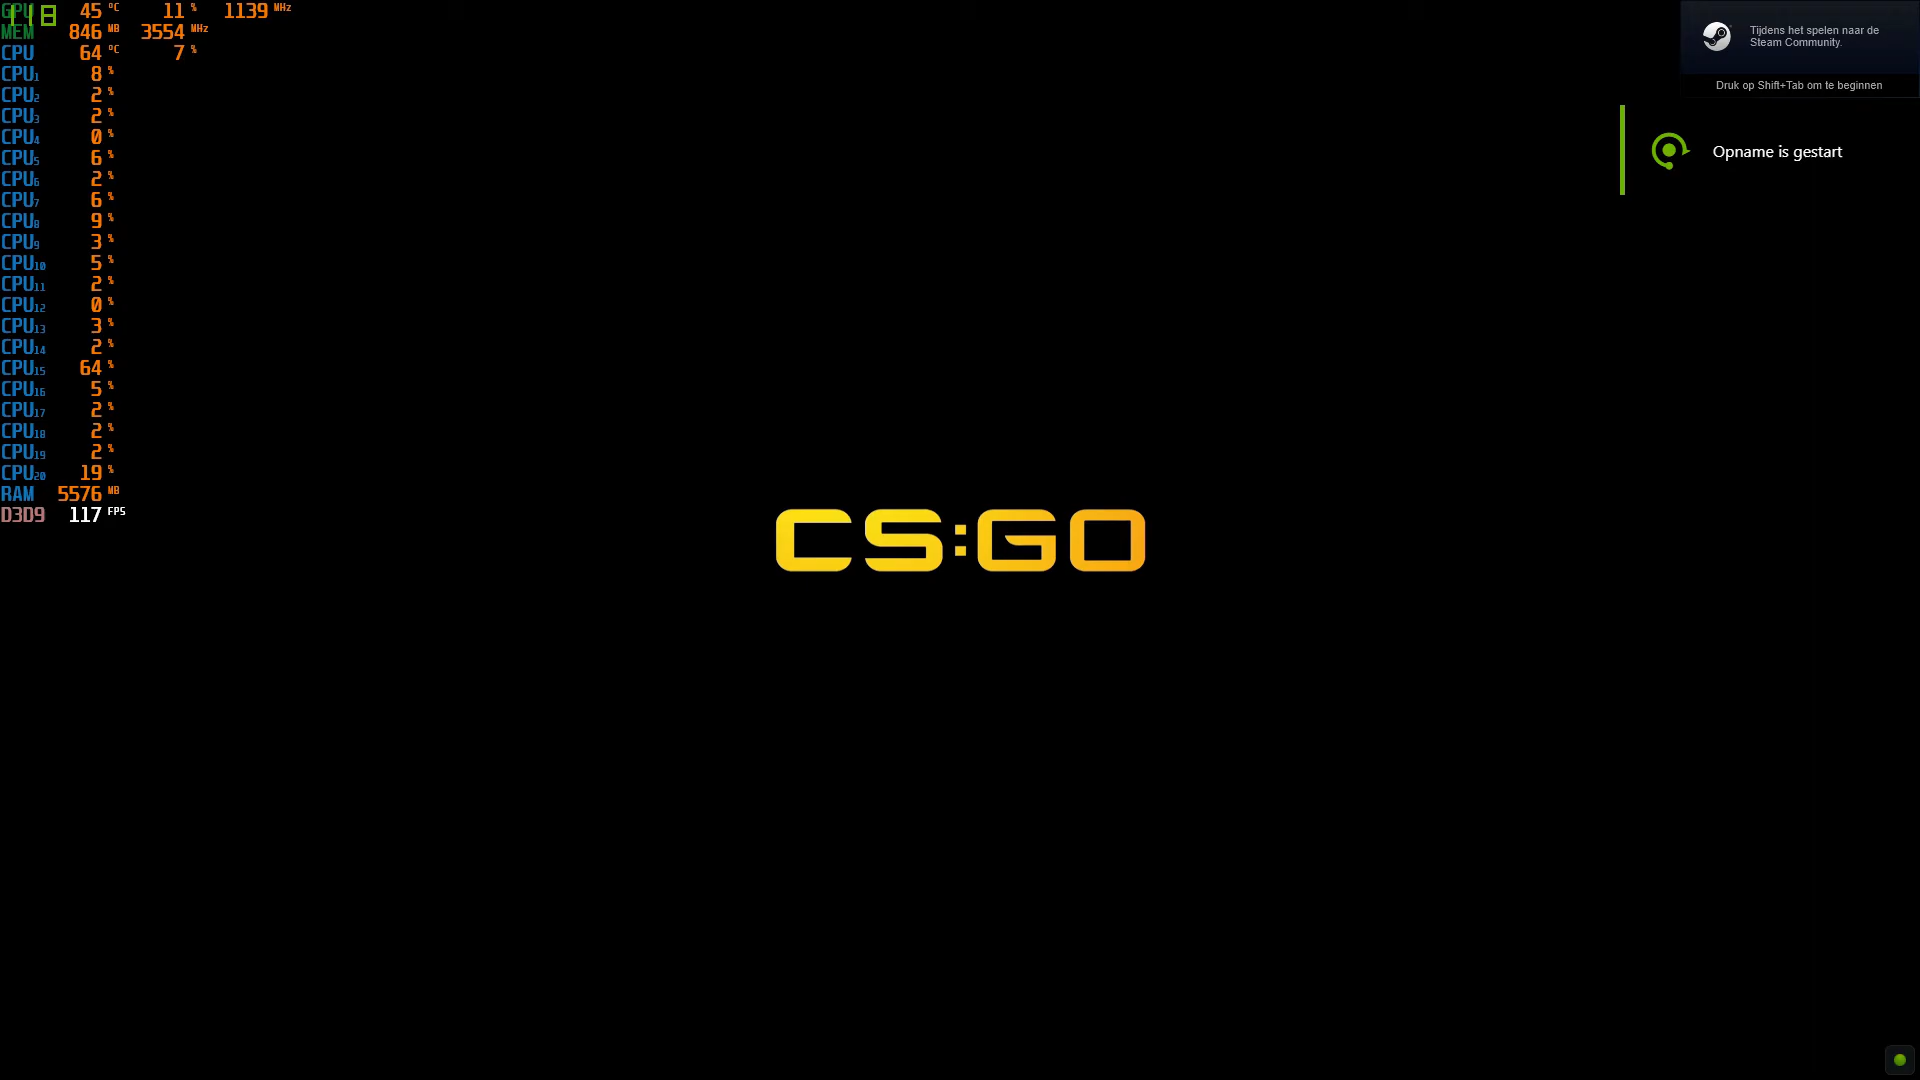 118
GPU 45 °C 11 % 1139 MHz
MEM 846 MB 3554 MHz
CPU 64 °C 7 %
CPU1 8 %
CPU2 2 %
CPU3 2 %
CPU4 0 %
CPU5 6 %
CPU6 2 %
CPU7 6 %
CPU8 9 %
CPU9 3 %
CPU10 5 %
CPU11 2 %
CPU12 0 %
CPU13 3 %
CPU14 2 %
CPU15 64 %
CPU16 5 %
CPU17 2 %
CPU18 2 %
CPU19 2 %
CPU20 19 %
RAM 5576 MB
D3D9 117 FPS
Tijdens het spelen naar de
Steam Community.
Druk op Shift+Tab om te beginnen
Opname is gestart
CS:GO